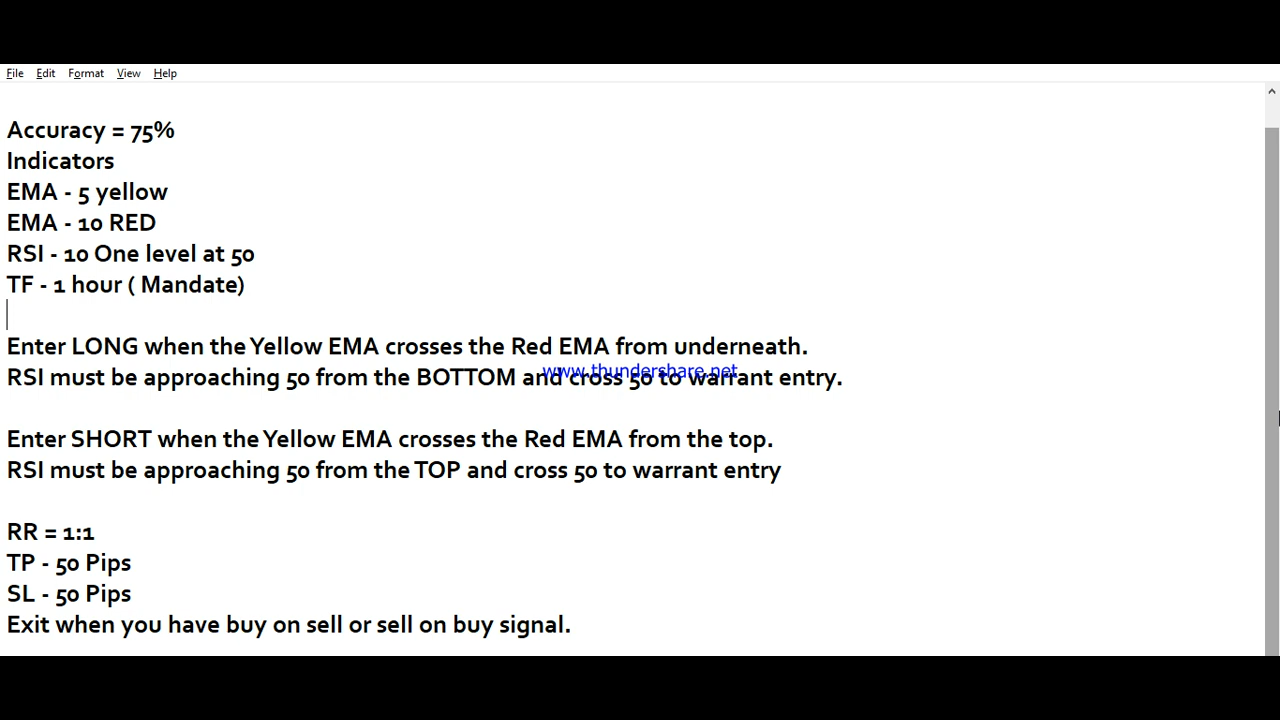 File Edit Format View Help
Accuracy = 75%
Indicators
EMA - 5 yellow
EMA - 10 RED
RSI - 10 One level at 50
TF - 1 hour ( Mandate)
Enter LONG when the Yellow EMA crosses the Red EMA from underneath.
www.thundershare.net
RSI must be approaching 50 from the BOTTOM and cross 50 to warrant entry.
Enter SHORT when the Yellow EMA crosses the Red EMA from the top.
RSI must be approaching 50 from the TOP and cross 50 to warrant entry
RR = 1:1
TP - 50 Pips
SL - 50 Pips
Exit when you have buy on sell or sell on buy signal.